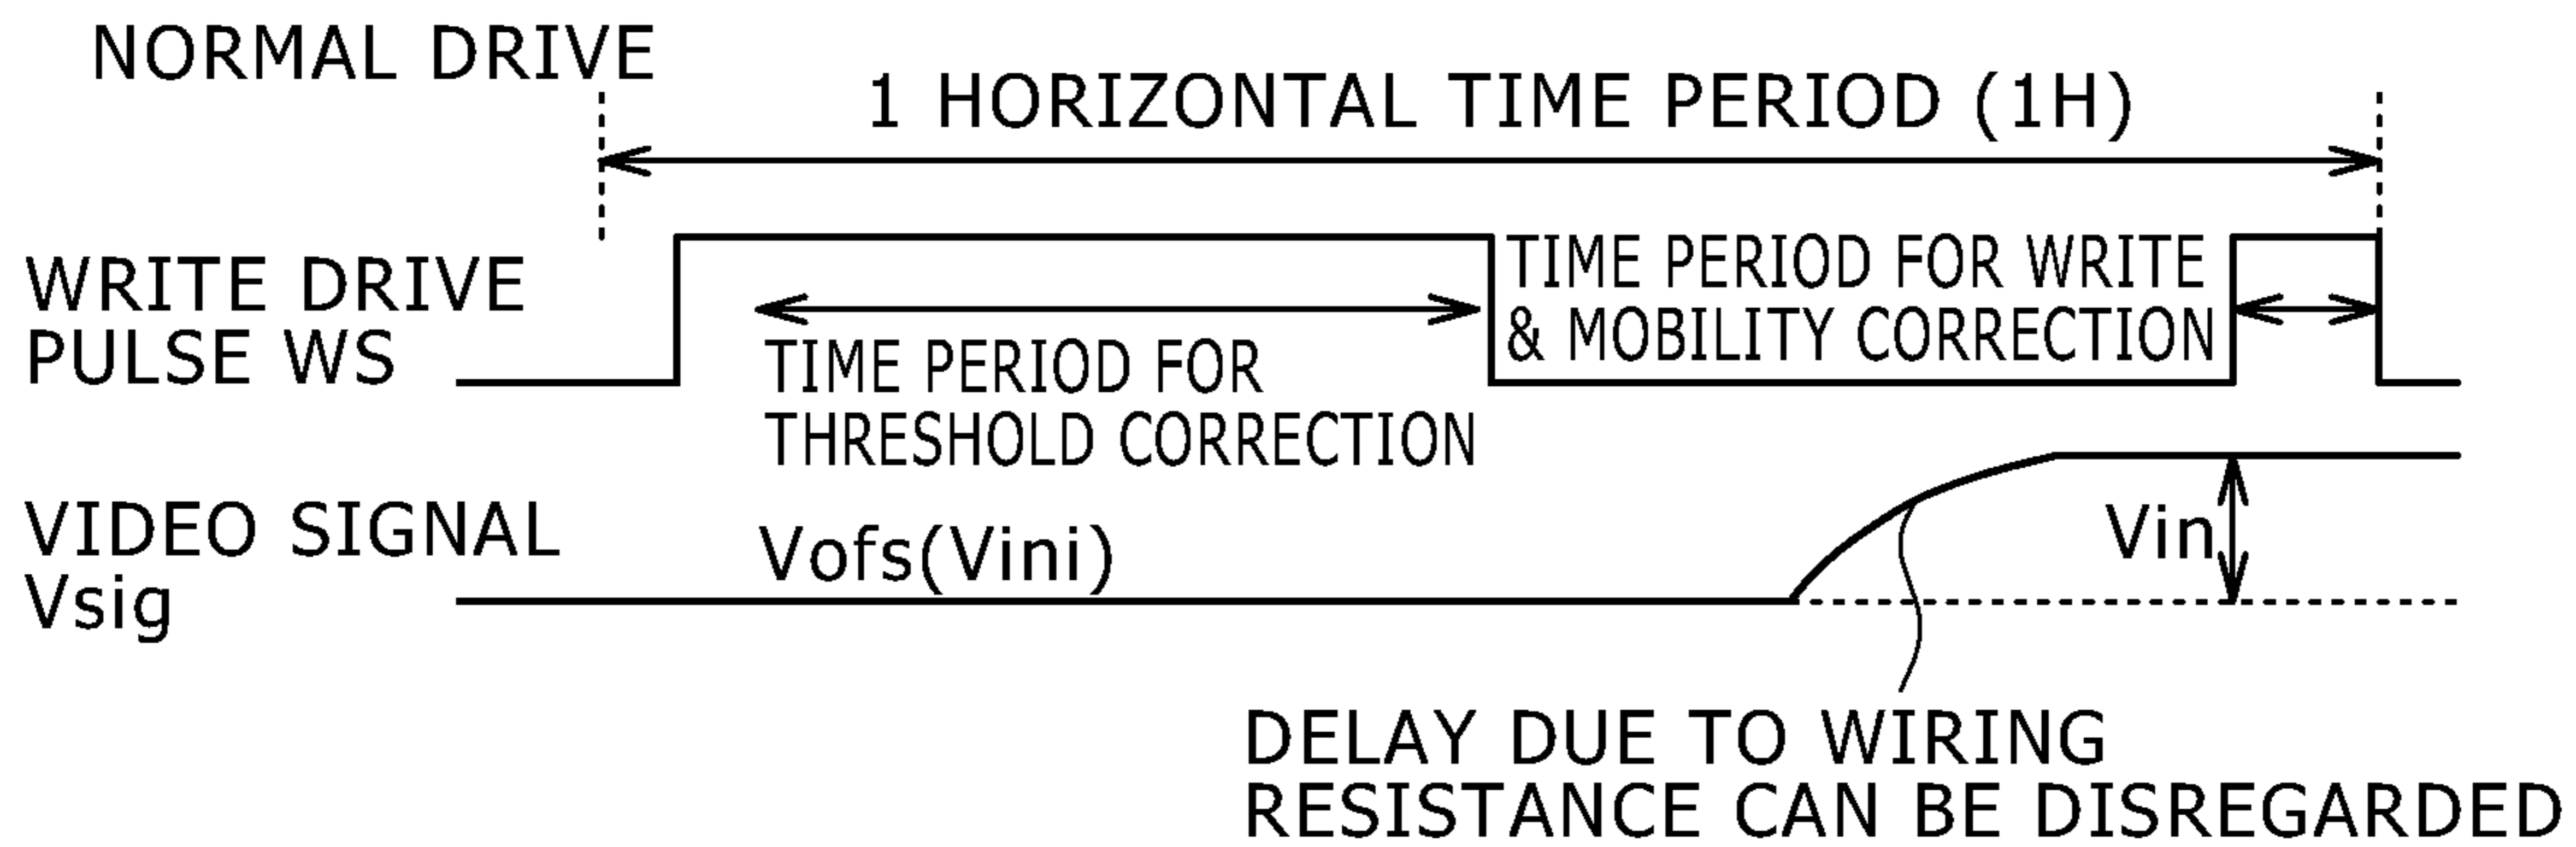 NORMAL DRIVE
1 HORIZONTAL TIME PERIOD (1H)
WRITE DRIVE
PULSE WS
TIME PERIOD FOR
THRESHOLD CORRECTION
TIME PERIOD FOR WRITE
& MOBILITY CORRECTION
VIDEO SIGNAL
Vsig
Vofs(Vini)
Vin
DELAY DUE TO WIRING
RESISTANCE CAN BE DISREGARDED